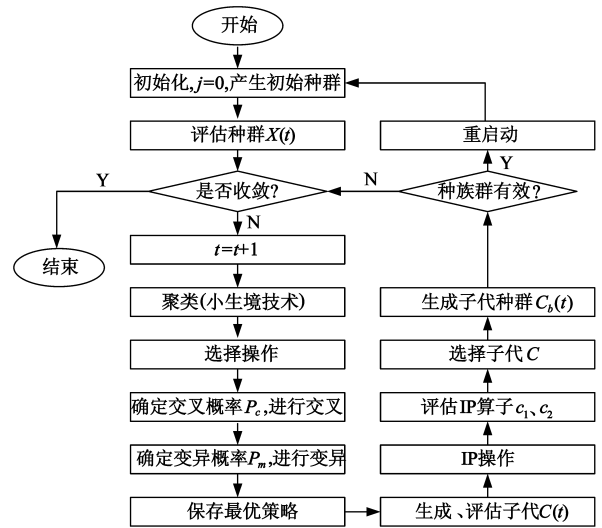 开始
初始化,j=0,产生初始种群
评估种群X(t)
重启动
Y
Y
是否收敛?
N
种族群有效?
N
结束
t=t+1
聚类(小生境技术)
生成子代种群C_b(t)
选择操作
选择子代C
确定交叉概率P_c,进行交叉
评估IP算子c_1、c_2
确定变异概率P_m,进行变异
IP操作
保存最优策略
生成、评估子代C(t)